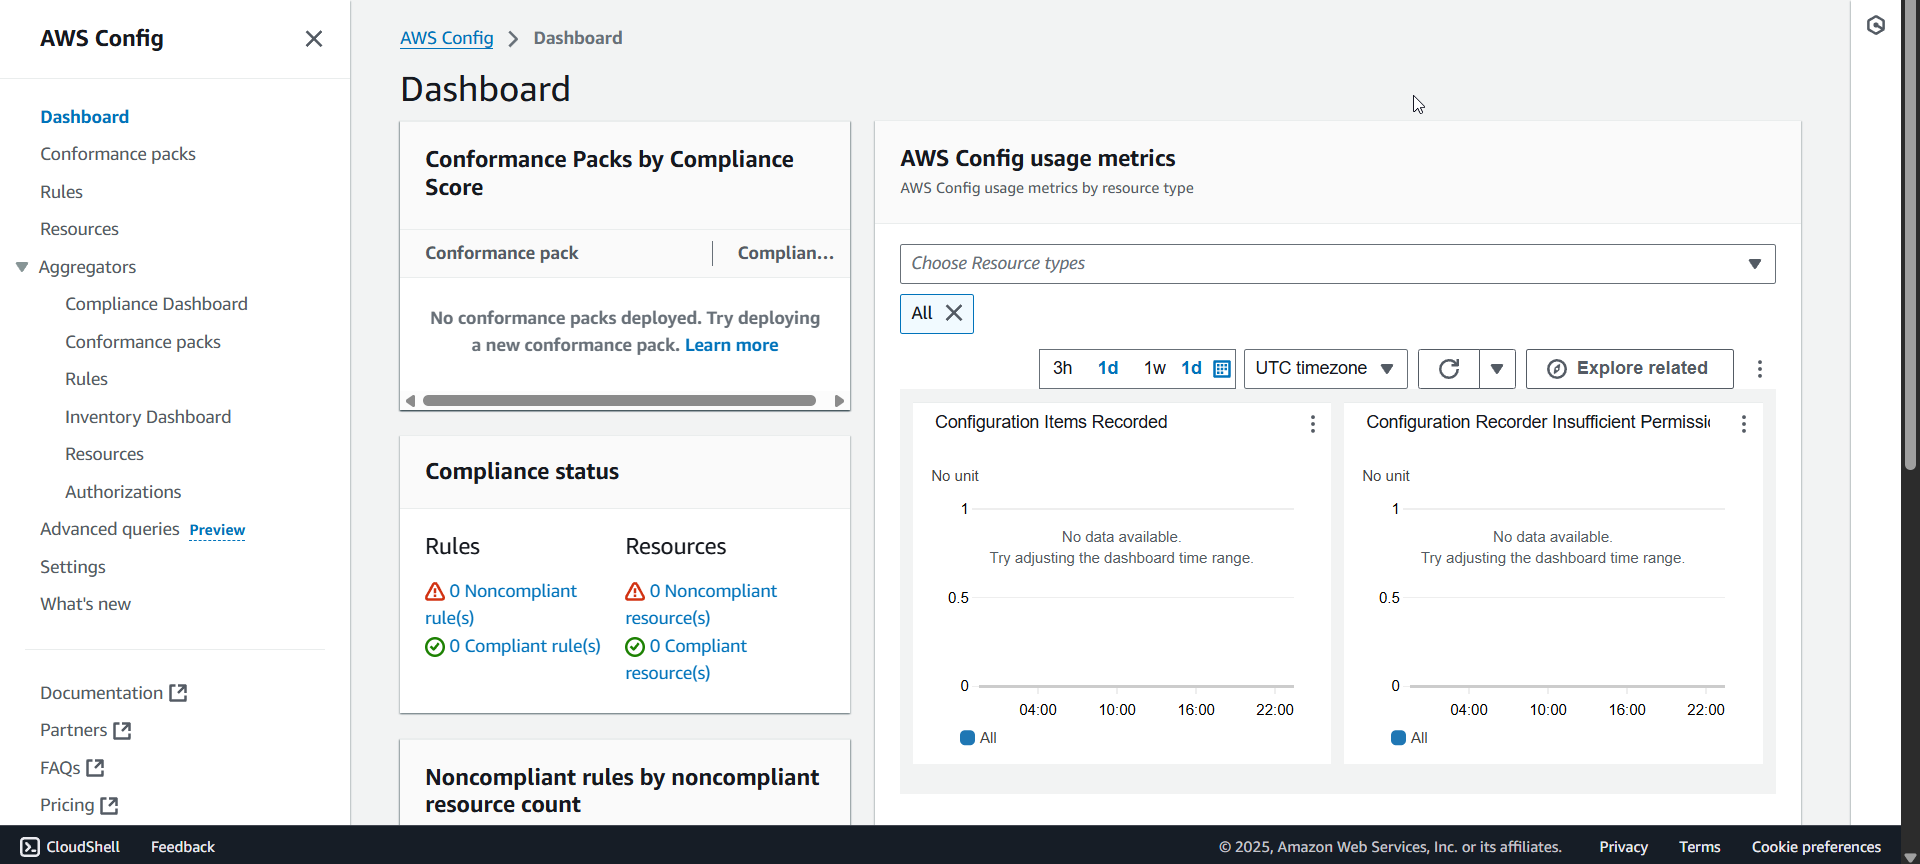 AWS Config
Dashboard
Conformance packs
Rules
Resources
Aggregators
Compliance Dashboard
Conformance packs
Rules
Inventory Dashboard
Resources
Authorizations
Advanced queries Preview
Settings
What's new
Documentation
Partners
FAQs
Pricing
AWS Config > Dashboard
Dashboard
Conformance Packs by Compliance
Score
Conformance pack Complian...
No conformance packs deployed. Try deploying
a new conformance pack. Learn more
Compliance status
Rules
0 Noncompliant
rule(s)
0 Compliant rule(s)
Resources
0 Noncompliant
resource(s)
0 Compliant
resource(s)
Noncompliant rules by noncompliant
resource count
AWS Config usage metrics
AWS Config usage metrics by resource type
Choose Resource types
All
3h 1d 1w 1d UTC timezone Explore related
Configuration Items Recorded
No unit
1
No data available.
Try adjusting the dashboard time range.
0.5
0
04:00 10:00 16:00 22:00
All
Configuration Recorder Insufficient Permissi
No unit
1
No data available.
Try adjusting the dashboard time range.
0.5
0
04:00 10:00 16:00 22:00
All
CloudShell Feedback © 2025, Amazon Web Services, Inc. or its affiliates. Privacy Terms Cookie preferences